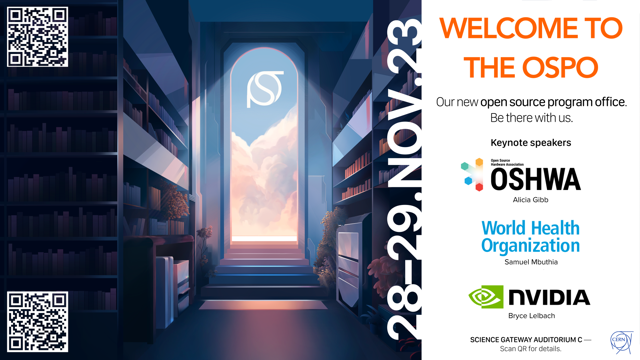 28–29.NOV.23
WELCOME TO
THE OSPO
Our new open source program office.
Be there with us.
Keynote speakers
Open Source
Hardware Association
OSHWA
Alicia Gibb
World Health
Organization
Samuel Mbuthia
NVIDIA
Bryce Lelbach
SCIENCE GATEWAY AUDITORIUM C —
Scan QR for details.
CERN